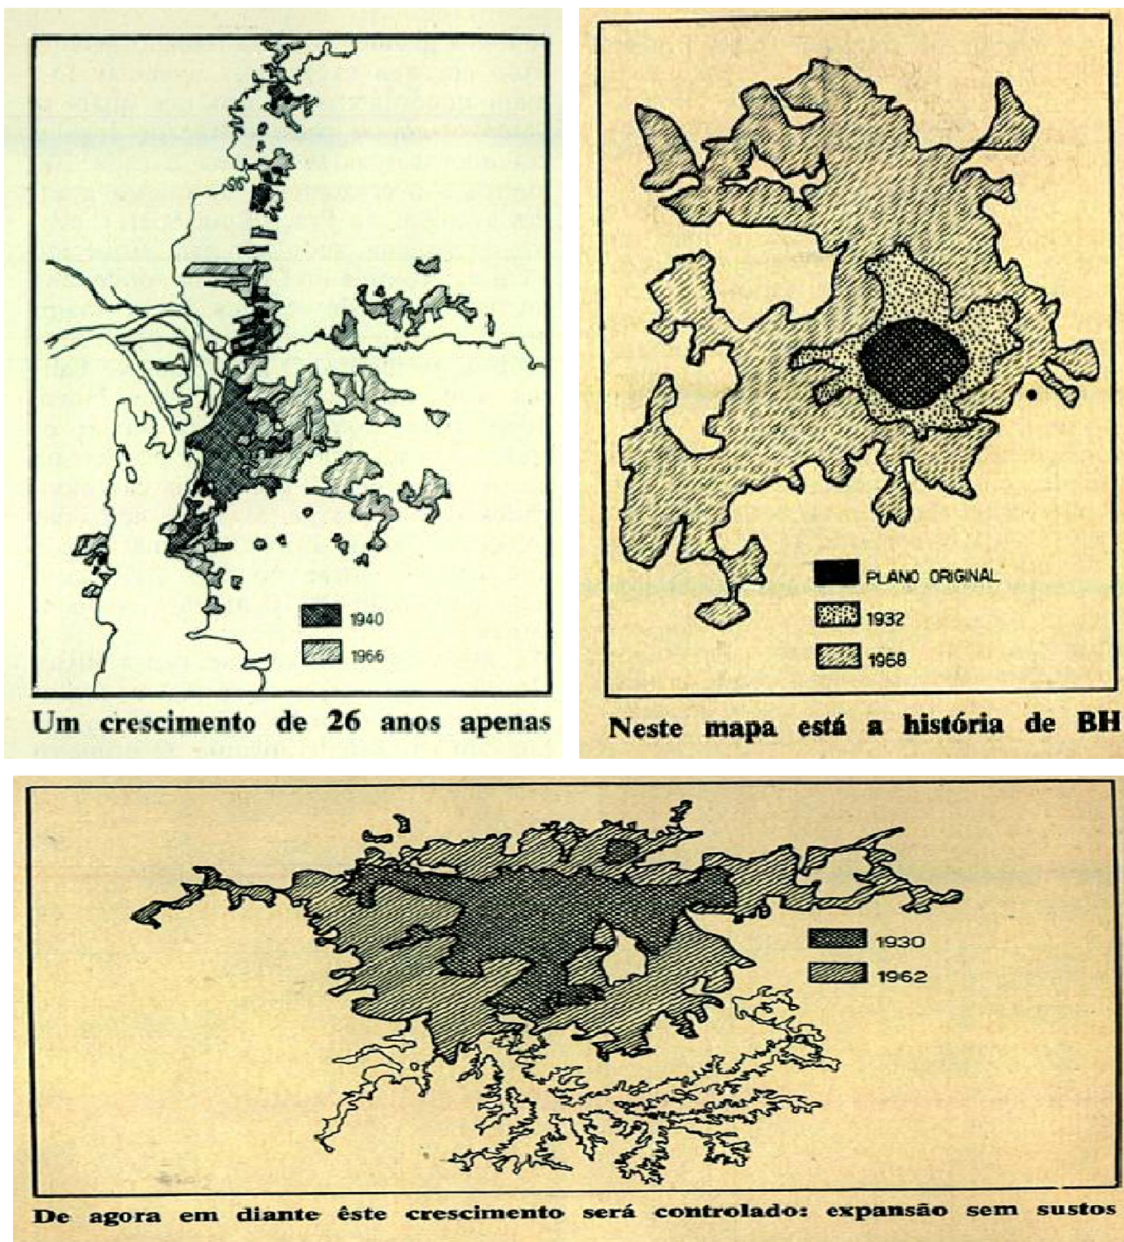 1940
1966
Um crescimento de 26 anos apenas
PLANO ORIGINAL
1932
1968
Neste mapa está a história de BH
1930
1962
De agora em diante êste crescimento será controlado: expansão sem sustos